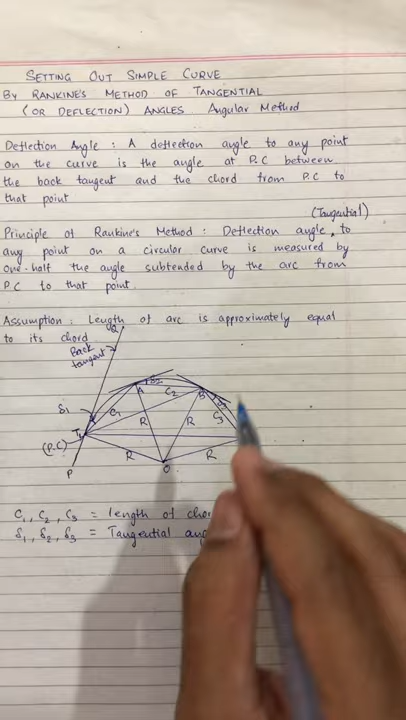 SETTING OUT SIMPLE CURVE
BY RANKINE'S METHOD OF TANGENTIAL
(OR DEFLECTION) ANGLES. Angular Method
Deflection Angle : A deflection angle to any point
on the curve is the angle at P.C between
the back tangent and the chord from P.C to
that point
(Tangential)
Principle of Rankine's Method : Deflection angle, to
any point on a circular curve is measured by
one-half the angle subtended by the arc from
P.C to that point.
Assumption : Length of arc is approximately equal
to its chord
Back
tangent
A
δ2
C2
B
δ3
δ1
C1
C3
R
R
T1
(P.C)
R
R
O
P
C1, C2, C3 = length of chor
δ1, δ2, δ3 = Tangential ang